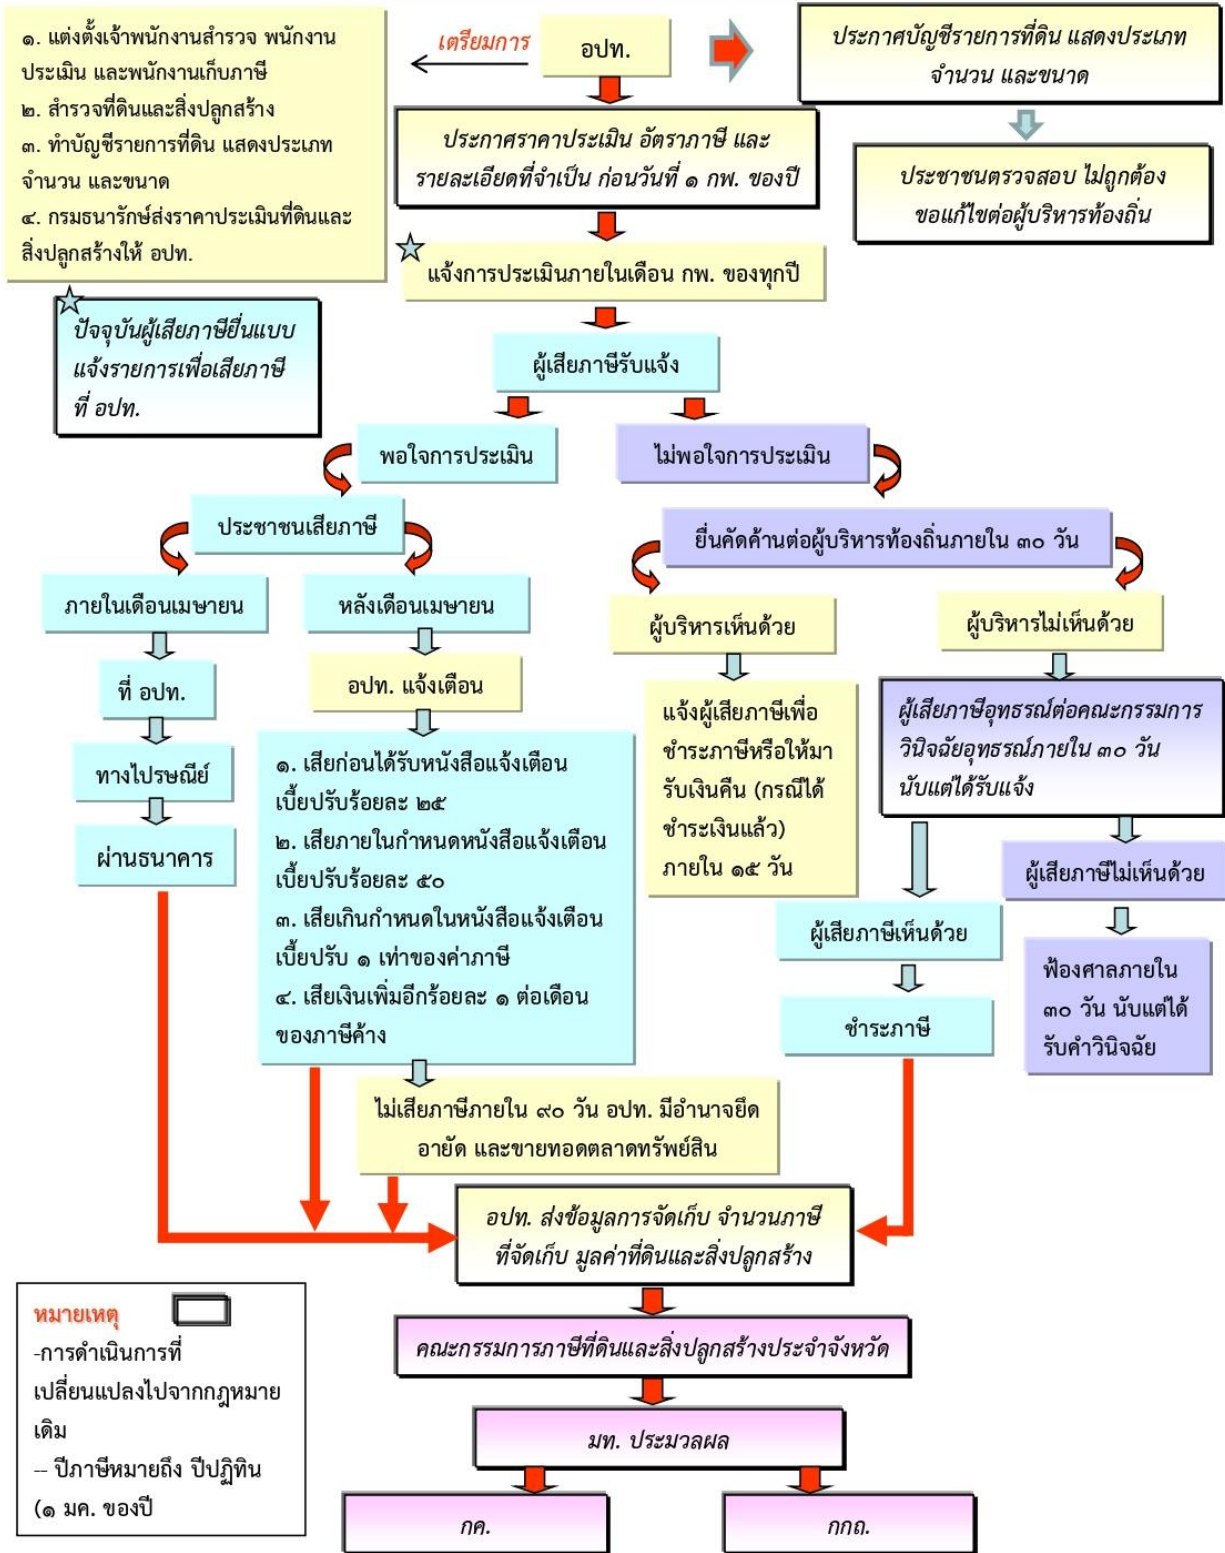 ๑. แต่งตั้งเจ้าพนักงานสำรวจ พนักงาน
ประเมิน และพนักงานเก็บภาษี
๒. สำรวจที่ดินและสิ่งปลูกสร้าง
๓. ทำบัญชีรายการที่ดิน แสดงประเภท
จำนวน และขนาด
๔. กรมธนารักษ์ส่งราคาประเมินที่ดินและ
สิ่งปลูกสร้างให้ อปท.
เตรียมการ
อปท.
ประกาศบัญชีรายการที่ดิน แสดงประเภท
จำนวน และขนาด
ประกาศราคาประเมิน อัตราภาษี และ
รายละเอียดที่จำเป็น ก่อนวันที่ ๑ กพ. ของปี
ประชาชนตรวจสอบ ไม่ถูกต้อง
ขอแก้ไขต่อผู้บริหารท้องถิ่น
แจ้งการประเมินภายในเดือน กพ. ของทุกปี
ปัจจุบันผู้เสียภาษียื่นแบบ
แจ้งรายการเพื่อเสียภาษี
ที่ อปท.
ผู้เสียภาษีรับแจ้ง
พอใจการประเมิน
ไม่พอใจการประเมิน
ประชาชนเสียภาษี
ยื่นคัดค้านต่อผู้บริหารท้องถิ่นภายใน ๓๐ วัน
ภายในเดือนเมษายน
หลังเดือนเมษายน
ผู้บริหารเห็นด้วย
ผู้บริหารไม่เห็นด้วย
ที่ อปท.
ทางไปรษณีย์
ผ่านธนาคาร
อปท. แจ้งเตือน
๑. เสียก่อนได้รับหนังสือแจ้งเตือน
เบี้ยปรับร้อยละ ๒๕
๒. เสียภายในกำหนดหนังสือแจ้งเตือน
เบี้ยปรับร้อยละ ๕๐
๓. เสียเกินกำหนดในหนังสือแจ้งเตือน
เบี้ยปรับ ๑ เท่าของค่าภาษี
๔. เสียเงินเพิ่มอีกร้อยละ ๑ ต่อเดือน
ของภาษีค้าง
แจ้งผู้เสียภาษีเพื่อ
ชำระภาษีหรือให้มา
รับเงินคืน (กรณีได้
ชำระเงินแล้ว)
ภายใน ๑๕ วัน
ผู้เสียภาษีอุทธรณ์ต่อคณะกรรมการ
วินิจฉัยอุทธรณ์ภายใน ๓๐ วัน
นับแต่ได้รับแจ้ง
ผู้เสียภาษีไม่เห็นด้วย
ผู้เสียภาษีเห็นด้วย
ฟ้องศาลภายใน
๓๐ วัน นับแต่ได้
รับคำวินิจฉัย
ชำระภาษี
ไม่เสียภาษีภายใน ๙๐ วัน อปท. มีอำนาจยึด
อายัด และขายทอดตลาดทรัพย์สิน
อปท. ส่งข้อมูลการจัดเก็บ จำนวนภาษี
ที่จัดเก็บ มูลค่าที่ดินและสิ่งปลูกสร้าง
คณะกรรมการภาษีที่ดินและสิ่งปลูกสร้างประจำจังหวัด
มท. ประมวลผล
กค.
กกถ.
หมายเหตุ
-การดำเนินการที่
เปลี่ยนแปลงไปจากกฎหมาย
เดิม
-- ปีภาษีหมายถึง ปีปฏิทิน
(๑ มค. ของปี